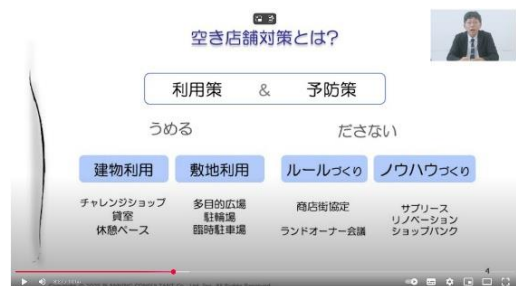 空き店舗対策とは?
利用策 & 予防策
うめる ださない
建物利用 敷地利用 ルールづくり ノウハウづくり
チャレンジショップ
貸室
休憩ペース
多目的広場
駐輪場
臨時駐車場
商店街協定
ランドオーナー会議
サブリース
リノベーション
ショップバンク
4